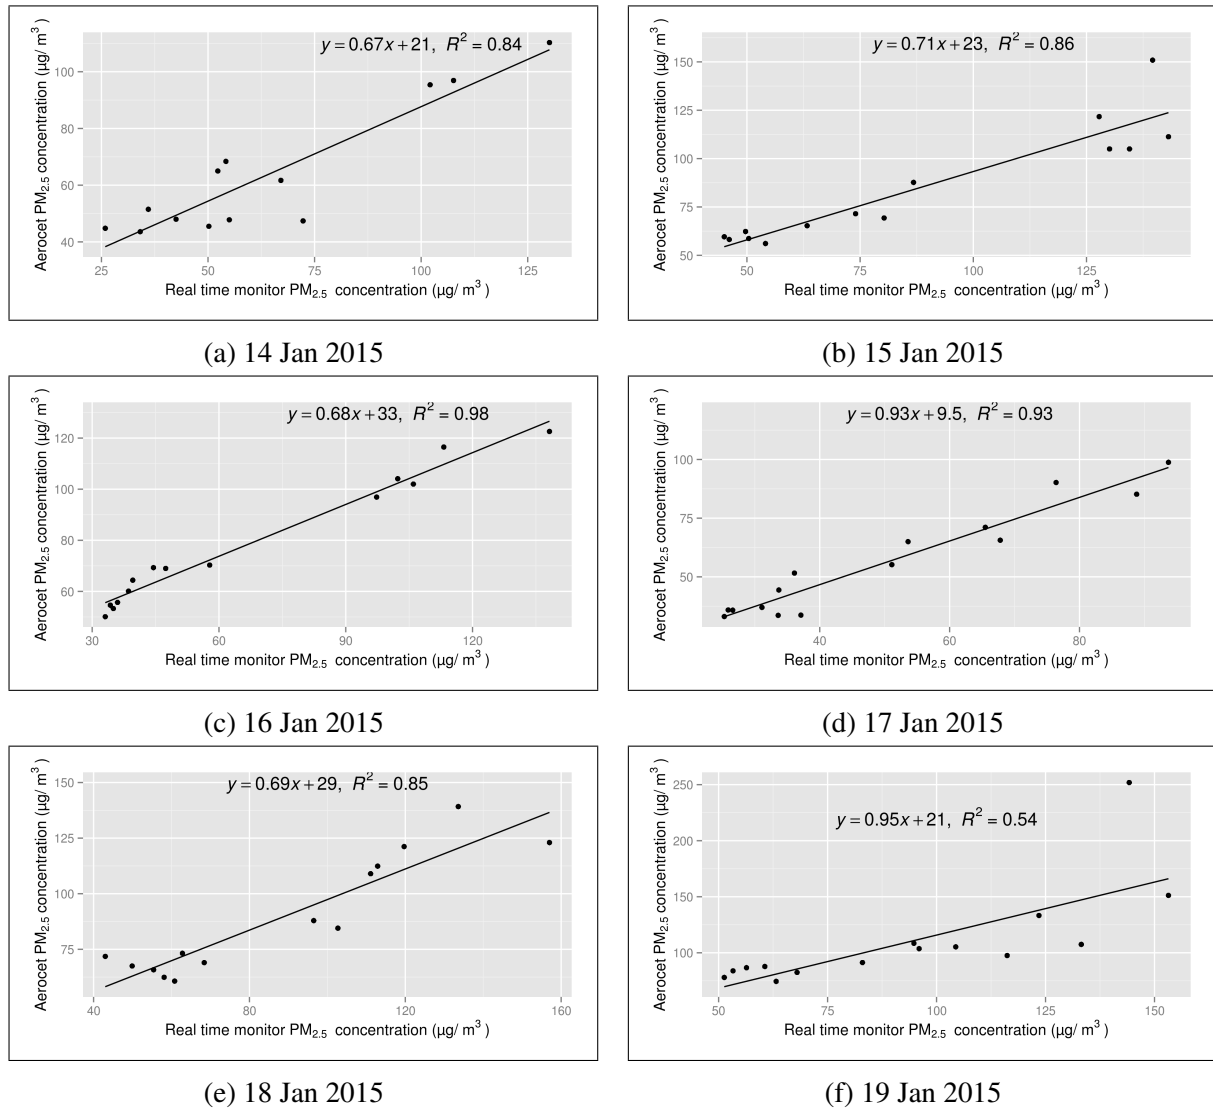 y = 0.67x + 21, R² = 0.84
Aerocet PM₂.₅ concentration (µg/ m³ )
100
80
60
40
25 50 75 100 125
Real time monitor PM₂.₅ concentration (µg/ m³ )
(a) 14 Jan 2015
y = 0.71x + 23, R² = 0.86
Aerocet PM₂.₅ concentration (µg/ m³ )
150
125
100
75
50
50 75 100 125
Real time monitor PM₂.₅ concentration (µg/ m³ )
(b) 15 Jan 2015
y = 0.68x + 33, R² = 0.98
Aerocet PM₂.₅ concentration (µg/ m³ )
120
100
80
60
30 60 90 120
Real time monitor PM₂.₅ concentration (µg/ m³ )
(c) 16 Jan 2015
y = 0.93x + 9.5, R² = 0.93
Aerocet PM₂.₅ concentration (µg/ m³ )
100
75
50
40 60 80
Real time monitor PM₂.₅ concentration (µg/ m³ )
(d) 17 Jan 2015
y = 0.69x + 29, R² = 0.85
Aerocet PM₂.₅ concentration (µg/ m³ )
150
125
100
75
40 80 120 160
Real time monitor PM₂.₅ concentration (µg/ m³ )
(e) 18 Jan 2015
y = 0.95x + 21, R² = 0.54
Aerocet PM₂.₅ concentration (µg/ m³ )
250
200
150
100
50 75 100 125 150
Real time monitor PM₂.₅ concentration (µg/ m³ )
(f) 19 Jan 2015